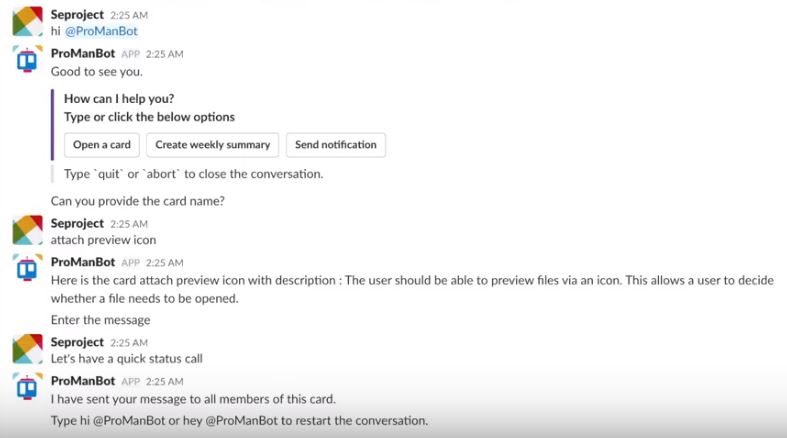 Seproject 2:25 AM
hi @ProManBot
ProManBot APP 2:25 AM
Good to see you.
How can I help you?
Type or click the below options
Open a card Create weekly summary Send notification
Type `quit` or `abort` to close the conversation.
Can you provide the card name?
Seproject 2:25 AM
attach preview icon
ProManBot APP 2:25 AM
Here is the card attach preview icon with description : The user should be able to preview files via an icon. This allows a user to decide
whether a file needs to be opened.
Enter the message
Seproject 2:25 AM
Let's have a quick status call
ProManBot APP 2:25 AM
I have sent your message to all members of this card.
Type hi @ProManBot or hey @ProManBot to restart the conversation.